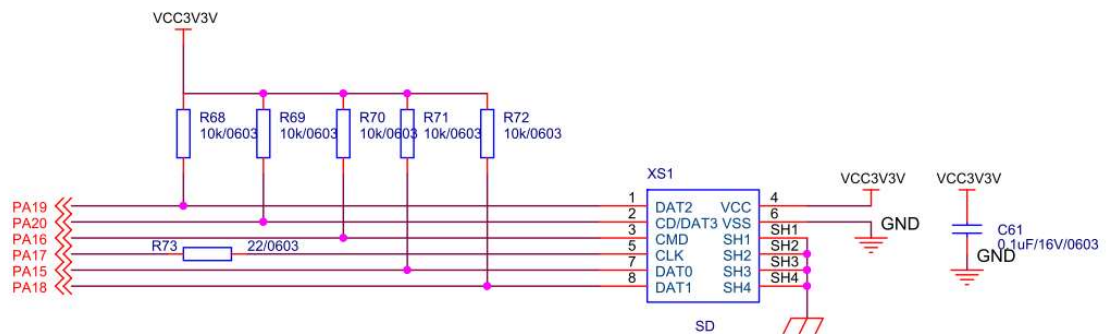 VCC3V3V
R68 R69 R70 R71 R72
10k/0603 10k/0603 10k/0603 10k/0603 10k/0603
XS1
VCC3V3V VCC3V3V
PA19 1 DAT2 VCC 4
PA20 2 CD/DAT3 VSS 6 GND
PA16 3 CMD SH1 SH1
PA17 R73 22/0603 5 CLK SH2 SH2
PA15 7 DAT0 SH3 SH3
PA18 8 DAT1 SH4 SH4
C61
0.1uF/16V/0603
GND
SD